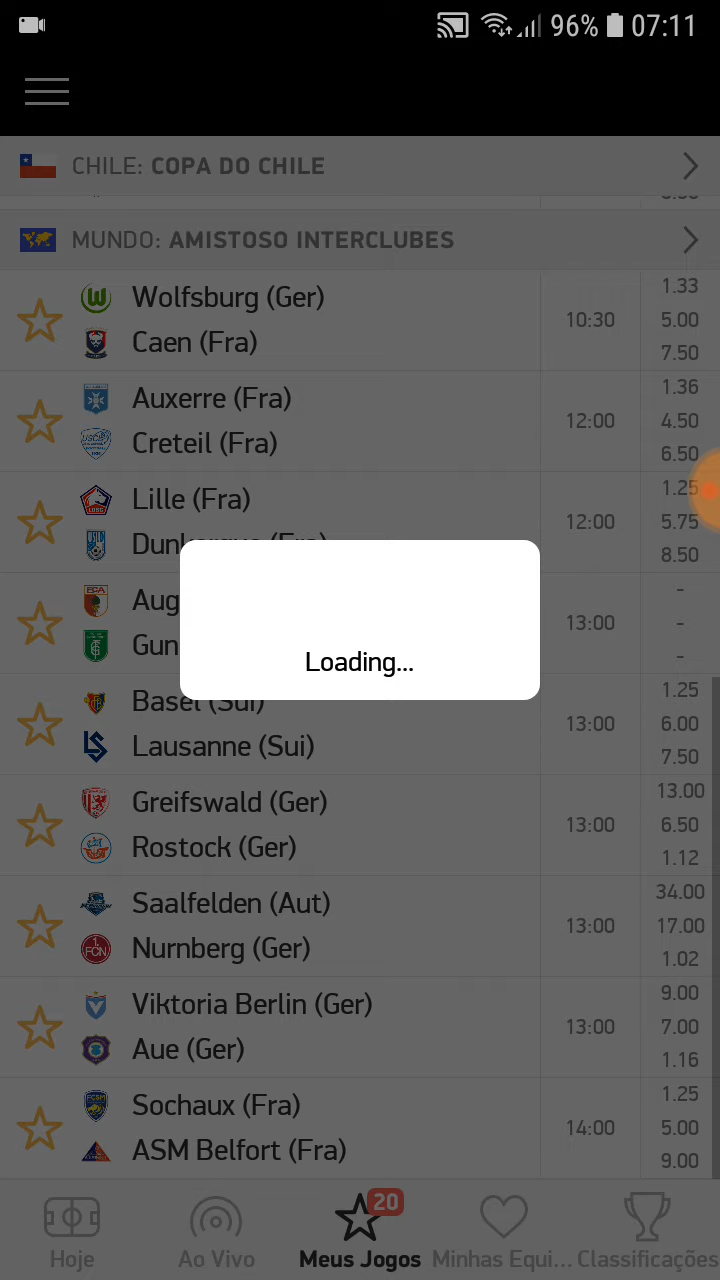 96% 07:11
CHILE: COPA DO CHILE
MUNDO: AMISTOSO INTERCLUBES
Wolfsburg (Ger)
Caen (Fra)
10:30
1.33
5.00
7.50
Auxerre (Fra)
Creteil (Fra)
12:00
1.36
4.50
6.50
Lille (Fra)
12:00
1.25
5.75
8.50
Aug
Gun
13:00
-
-
-
Loading...
Basel (Sui)
Lausanne (Sui)
13:00
1.25
6.00
7.50
Greifswald (Ger)
Rostock (Ger)
13:00
13.00
6.50
1.12
Saalfelden (Aut)
Nurnberg (Ger)
13:00
34.00
17.00
1.02
Viktoria Berlin (Ger)
Aue (Ger)
13:00
9.00
7.00
1.16
Sochaux (Fra)
ASM Belfort (Fra)
14:00
1.25
5.00
9.00
20
Hoje
Ao Vivo
Meus Jogos
Minhas Equi...
Classificações